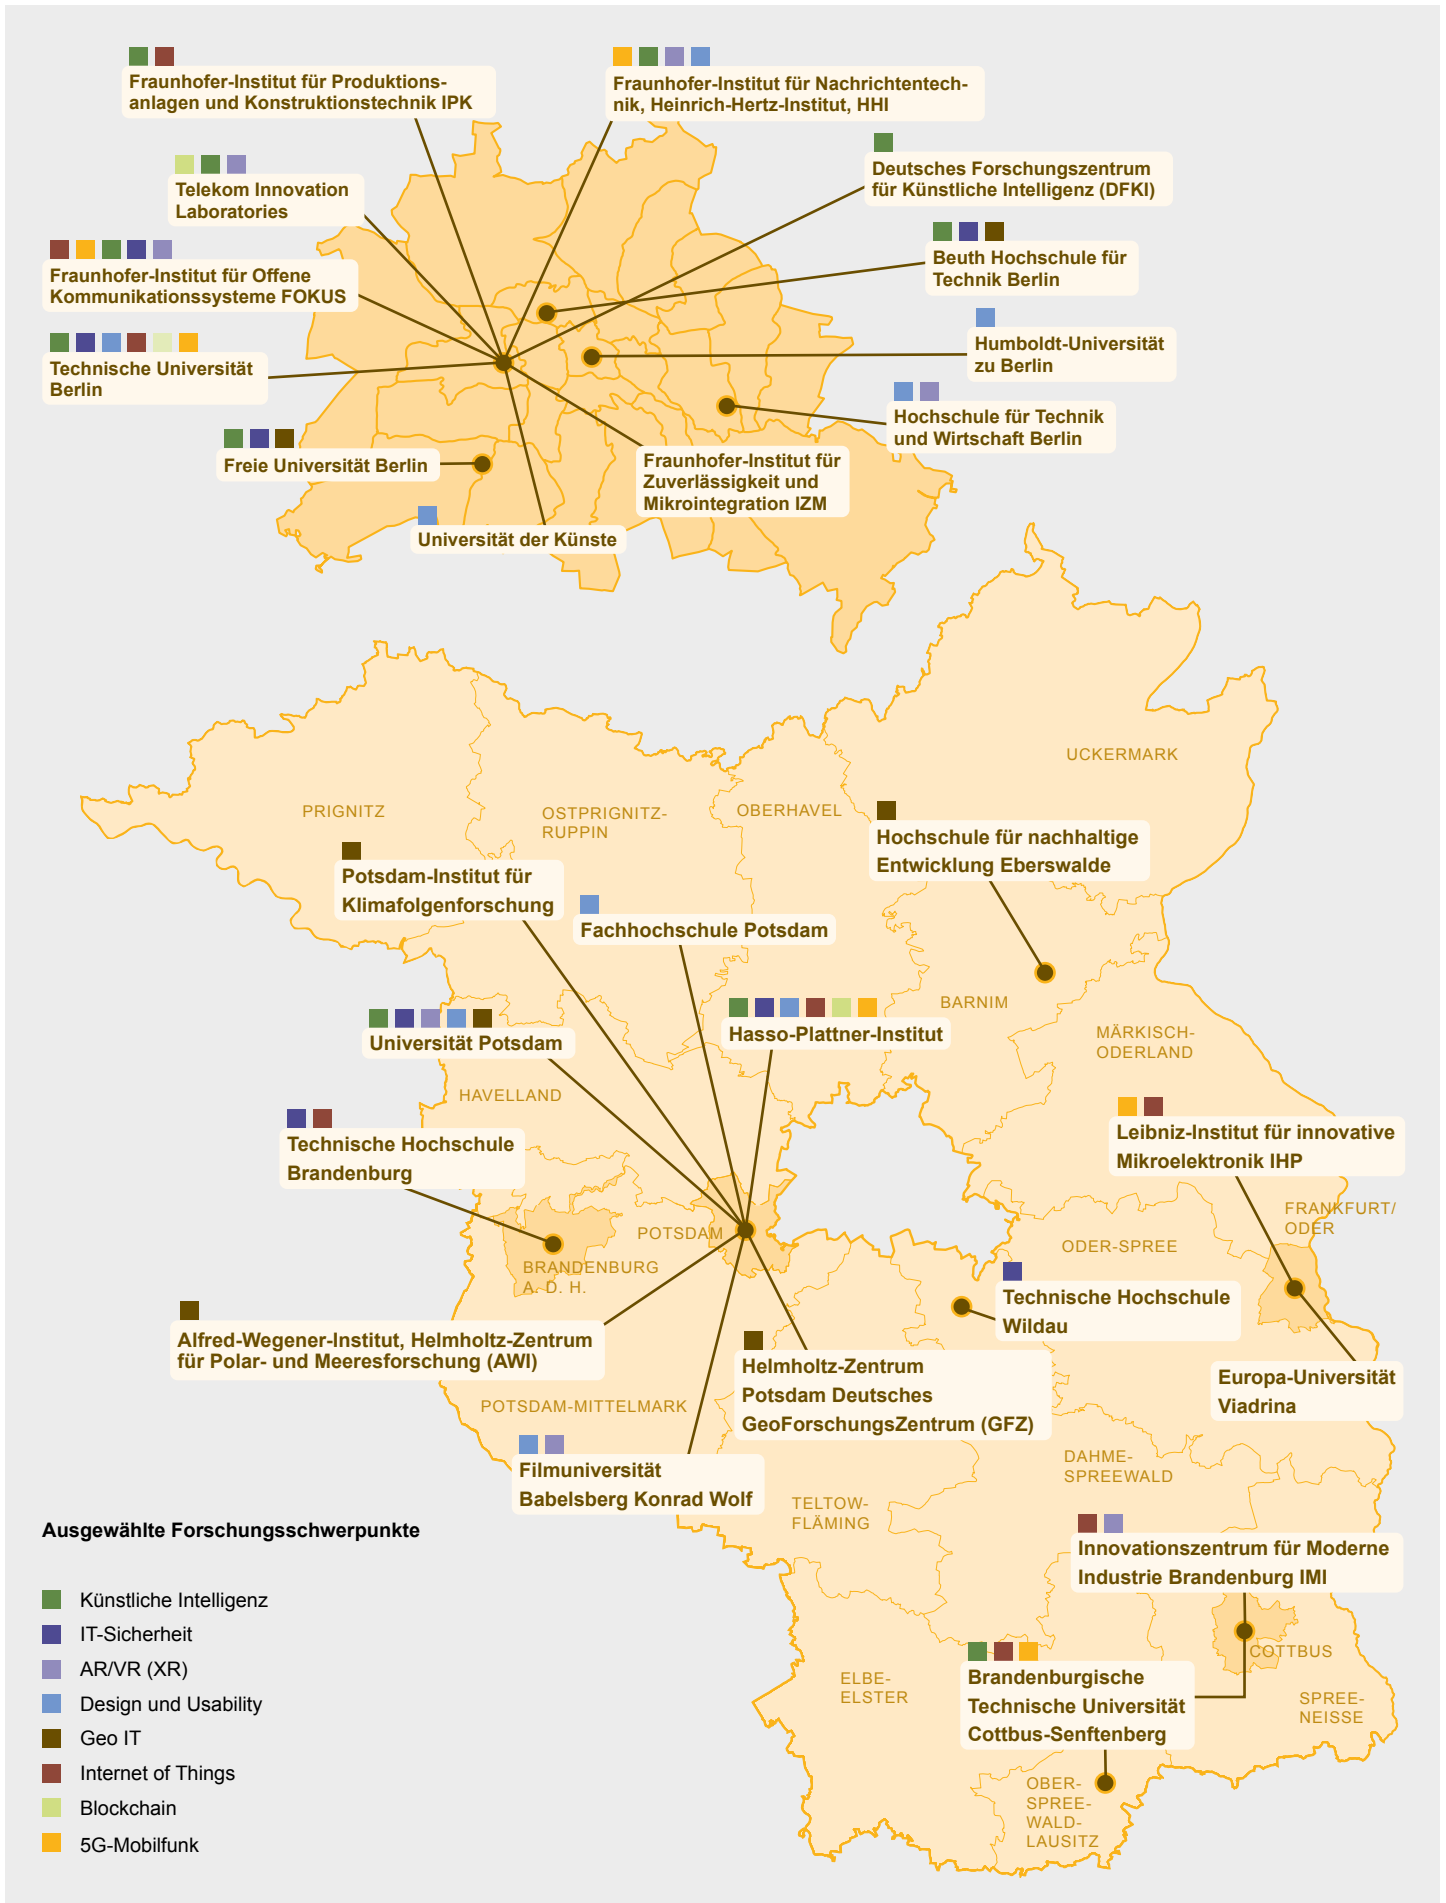 Fraunhofer-Institut für Produktions-
anlagen und Konstruktionstechnik IPK
Fraunhofer-Institut für Nachrichtentech-
nik, Heinrich-Hertz-Institut, HHI
Deutsches Forschungszentrum
für Künstliche Intelligenz (DFKI)
Telekom Innovation
Laboratories
Beuth Hochschule für
Technik Berlin
Fraunhofer-Institut für Offene
Kommunikationssysteme FOKUS
Humboldt-Universität
zu Berlin
Technische Universität
Berlin
Hochschule für Technik
und Wirtschaft Berlin
Freie Universität Berlin
Fraunhofer-Institut für
Zuverlässigkeit und
Mikrointegration IZM
Universität der Künste
UCKERMARK
PRIGNITZ
OSTPRIGNITZ-
RUPPIN
OBERHAVEL
Hochschule für nachhaltige
Entwicklung Eberswalde
Potsdam-Institut für
Klimafolgenforschung
Fachhochschule Potsdam
BARNIM
Hasso-Plattner-Institut
Universität Potsdam
MÄRKISCH-
ODERLAND
HAVELLAND
Technische Hochschule
Brandenburg
Leibniz-Institut für innovative
Mikroelektronik IHP
FRANKFURT/
ODER
POTSDAM
ODER-SPREE
BRANDENBURG
A. D. H.
Technische Hochschule
Wildau
Alfred-Wegener-Institut, Helmholtz-Zentrum
für Polar- und Meeresforschung (AWI)
Helmholtz-Zentrum
Potsdam Deutsches
GeoForschungsZentrum (GFZ)
Europa-Universität
Viadrina
POTSDAM-MITTELMARK
DAHME-
SPREEWALD
Filmuniversität
Babelsberg Konrad Wolf
TELTOW-
FLÄMING
Innovationszentrum für Moderne
Industrie Brandenburg IMI
COTTBUS
Brandenburgische
Technische Universität
Cottbus-Senftenberg
ELBE-
ELSTER
SPREE-
NEISSE
OBER-
SPREE-
WALD-
LAUSITZ
Ausgewählte Forschungsschwerpunkte
Künstliche Intelligenz
IT-Sicherheit
AR/VR (XR)
Design und Usability
Geo IT
Internet of Things
Blockchain
5G-Mobilfunk